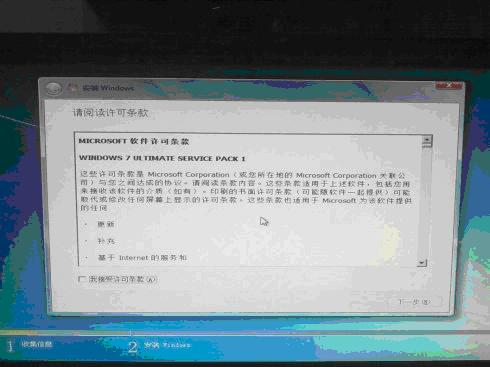 安装 Windows
请阅读许可条款
MICROSOFT 软件许可条款
WINDOWS 7 ULTIMATE SERVICE PACK 1
这些许可条款是 Microsoft Corporation（或您所在地的 Microsoft Corporation 关联公
司）与您之间达成的协议。请阅读条款内容。这些条款适用于上述软件，包括您用
来接收该软件的介质（如有）。印刷的书面许可条款（可能随软件一起提供）可能
取代或修改任何屏幕上显示的许可条款。这些条款也适用于 Microsoft 为该软件提供
的任何
· 更新
· 补充
· 基于 Internet 的服务和
我接受许可条款(A)
下一步(N)
1 收集信息
2 安装 Windows